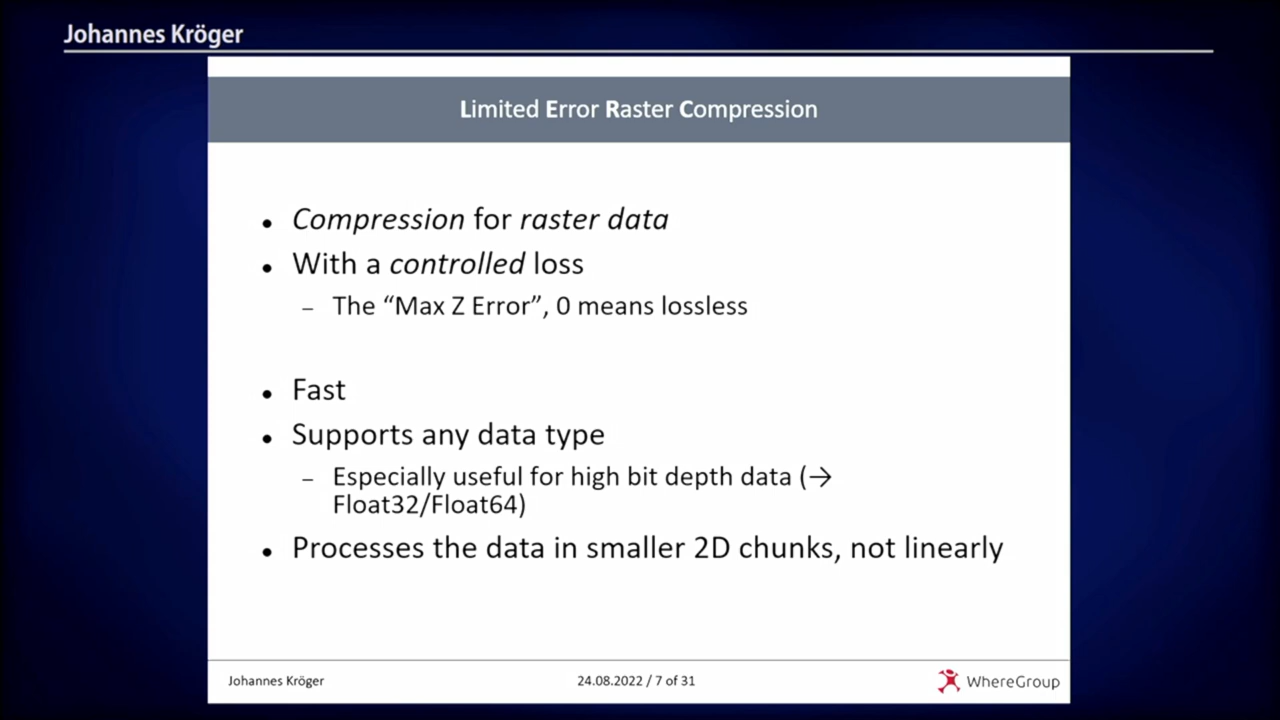 Johannes Kröger
Limited Error Raster Compression
• Compression for raster data
• With a controlled loss
– The “Max Z Error”, 0 means lossless
• Fast
• Supports any data type
– Especially useful for high bit depth data (→
Float32/Float64)
• Processes the data in smaller 2D chunks, not linearly
Johannes Kröger
24.08.2022 / 7 of 31
WhereGroup